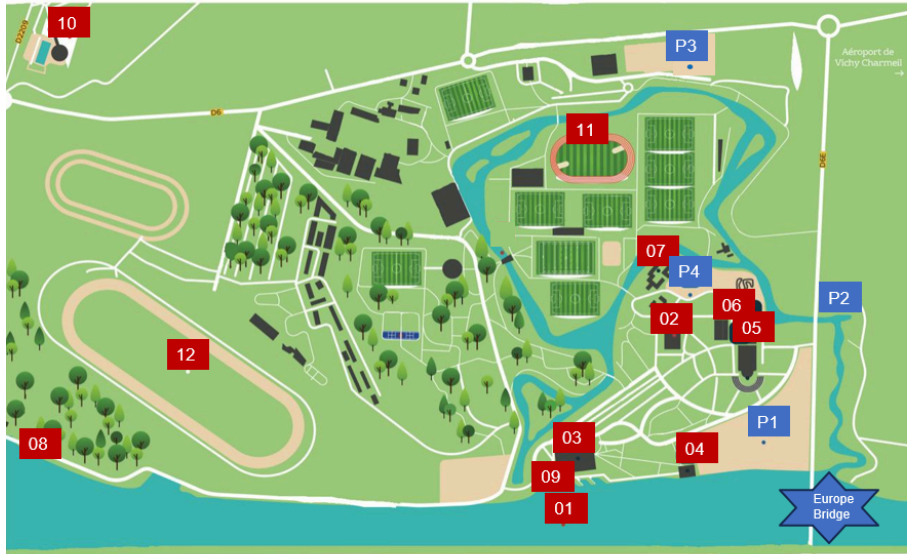 10
D2209
P3
Aéroport de
Vichy Charmeil
→
D6
11
D6E
07
P4
P2
06
02
05
12
P1
08
03
04
09
01
Europe
Bridge